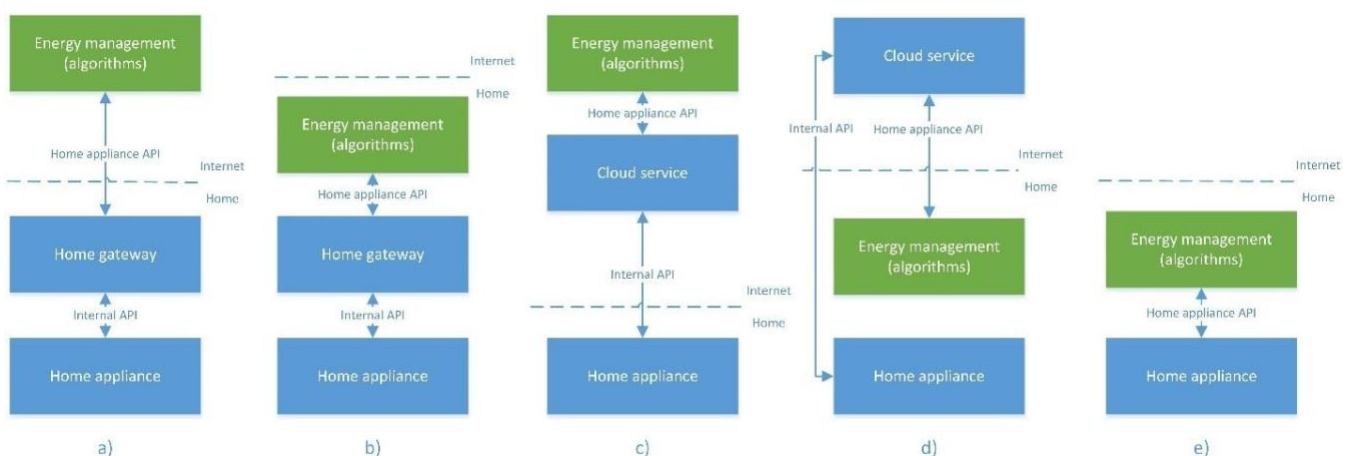 Energy management
(algorithms)
Home appliance API
Internet
Home
Home gateway
Internal API
Home appliance
a)
Internet
Home
Energy management
(algorithms)
Home appliance API
Home gateway
Internal API
Home appliance
b)
Energy management
(algorithms)
Home appliance API
Cloud service
Internal API
Internet
Home
Home appliance
c)
Cloud service
Internal API
Home appliance API
Internet
Home
Energy management
(algorithms)
Home appliance
d)
Internet
Home
Energy management
(algorithms)
Home appliance API
Home appliance
e)